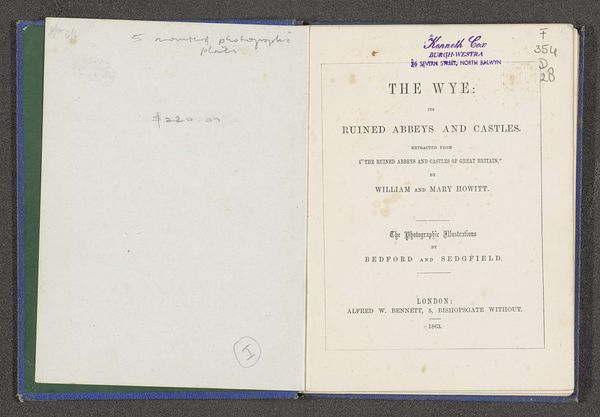 5 mounted photographic
plates
$220.00
I
Kenneth Cox
BURGH-WESTRA
26 SEVERN STREET, NORTH BALWYN
F
354
D
28
THE WYE:
ITS
RUINED ABBEYS AND CASTLES.
EXTRACTED FROM
"THE RUINED ABBEYS AND CASTLES OF GREAT BRITAIN,"
BY
WILLIAM AND MARY HOWITT.
The Photographic Illustrations
BY
BEDFORD AND SEDGFIELD.
LONDON:
ALFRED W. BENNETT, 5, BISHOPSGATE WITHOUT.
1863.